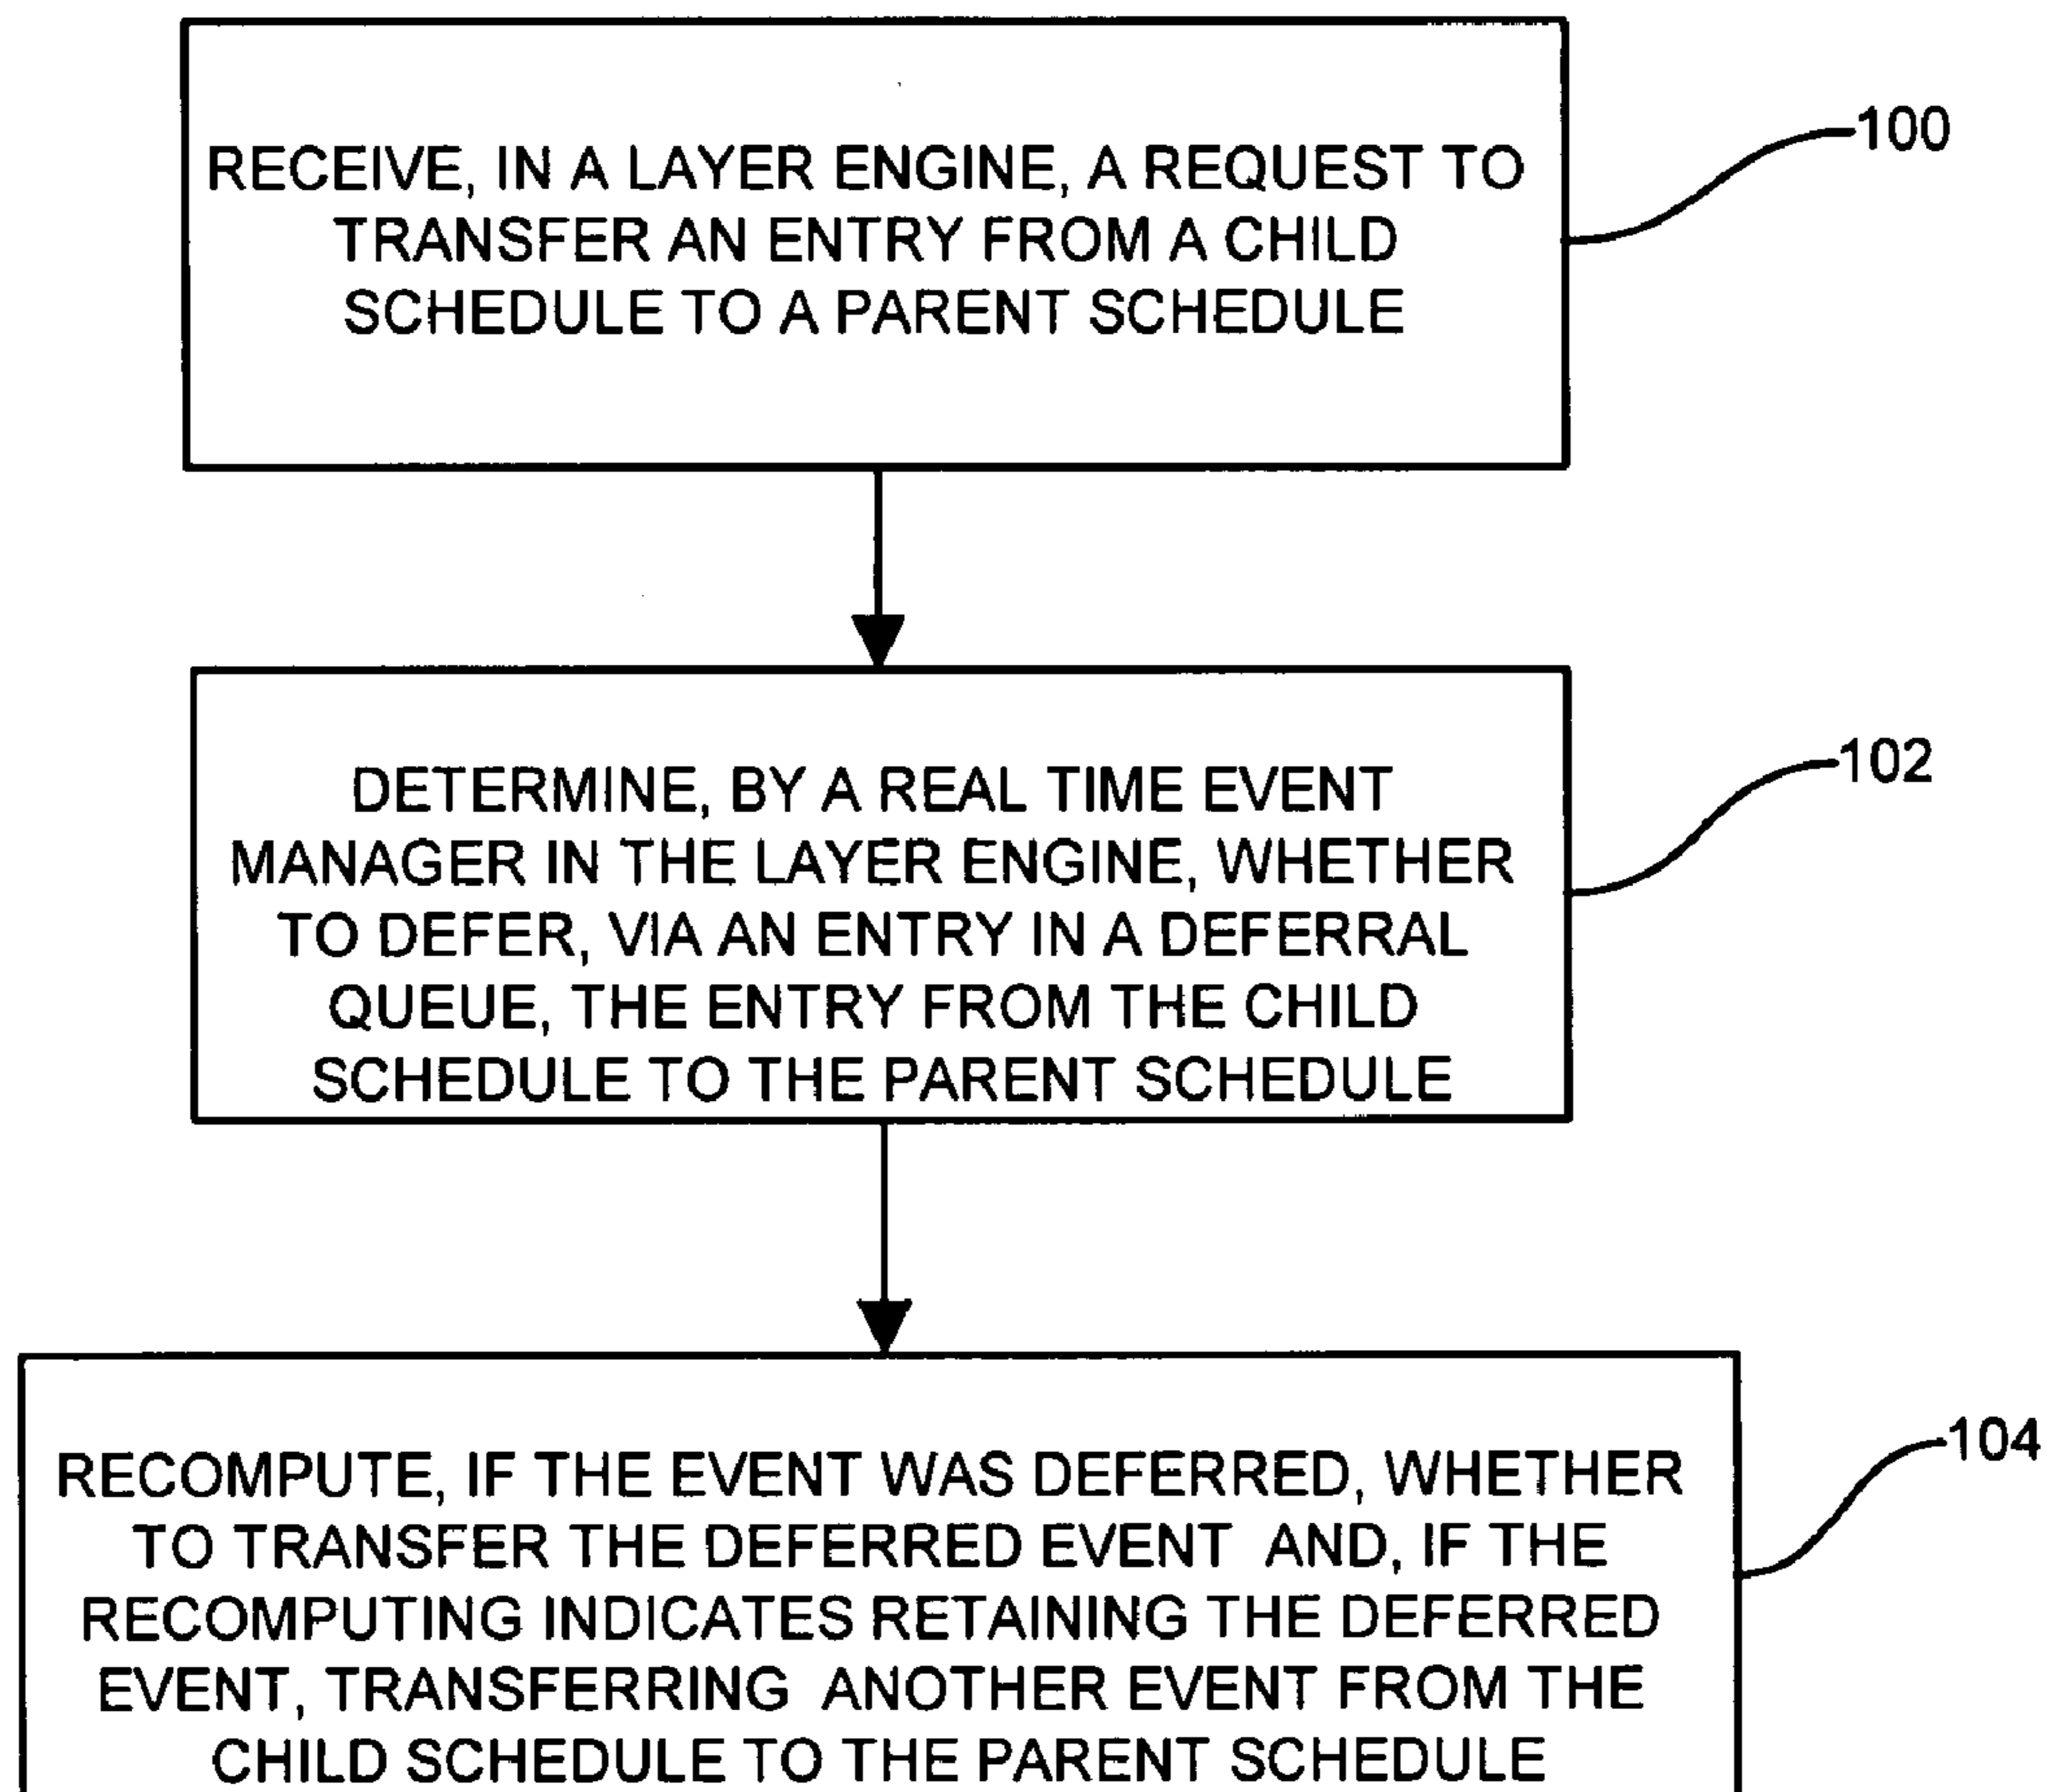 RECEIVE, IN A LAYER ENGINE, A REQUEST TO
TRANSFER AN ENTRY FROM A CHILD
SCHEDULE TO A PARENT SCHEDULE
100
DETERMINE, BY A REAL TIME EVENT
MANAGER IN THE LAYER ENGINE, WHETHER
TO DEFER, VIA AN ENTRY IN A DEFERRAL
QUEUE, THE ENTRY FROM THE CHILD
SCHEDULE TO THE PARENT SCHEDULE
102
RECOMPUTE, IF THE EVENT WAS DEFERRED, WHETHER
TO TRANSFER THE DEFERRED EVENT AND, IF THE
RECOMPUTING INDICATES RETAINING THE DEFERRED
EVENT, TRANSFERRING ANOTHER EVENT FROM THE
CHILD SCHEDULE TO THE PARENT SCHEDULE
104